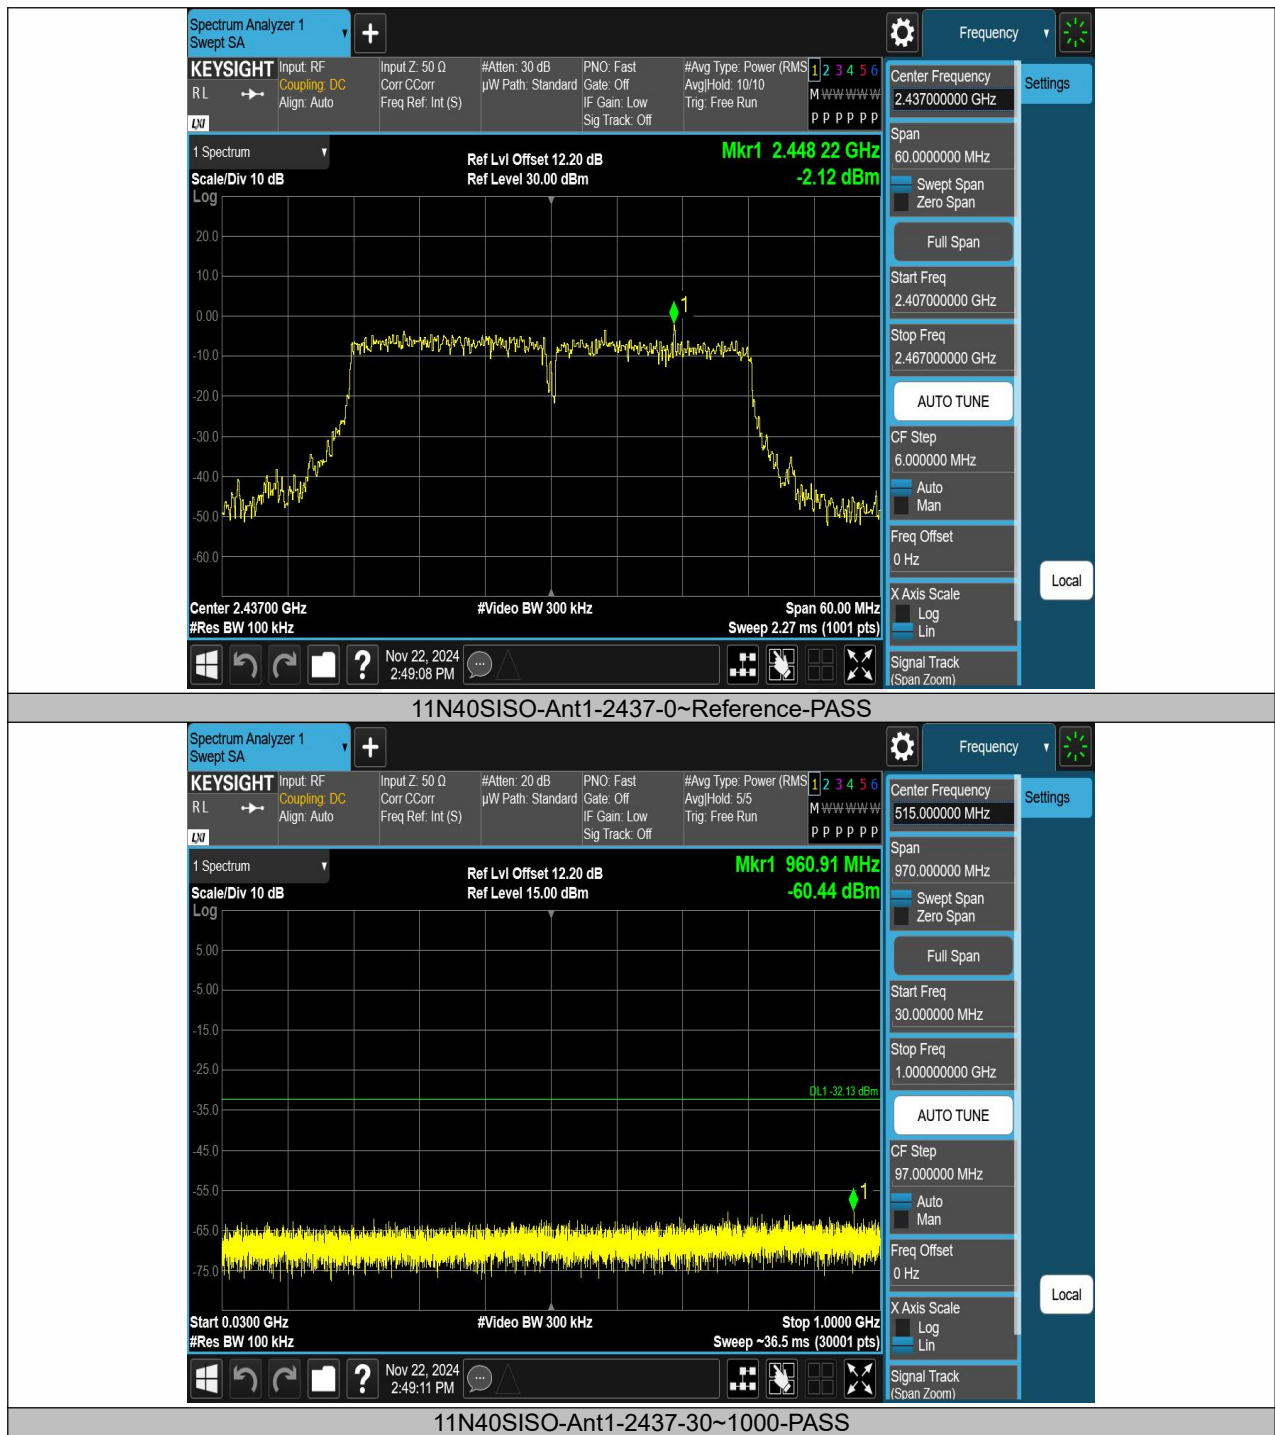 Spectrum Analyzer 1
Swept SA
+
Frequency
KEYSIGHT
RL
LXI
Input: RF
Coupling: DC
Align: Auto
Input Z: 50 Ω
Corr CCorr
Freq Ref: Int (S)
#Atten: 30 dB
µW Path: Standard
PNO: Fast
Gate: Off
IF Gain: Low
Sig Track: Off
#Avg Type: Power (RMS
Avg|Hold: 10/10
Trig: Free Run
1 2 3 4 5 6
M W W W W W
P P P P P P
1 Spectrum
Scale/Div 10 dB
Log
Ref Lvl Offset 12.20 dB
Ref Level 30.00 dBm
Mkr1 2.448 22 GHz
-2.12 dBm
20.0
10.0
0.00
-10.0
-20.0
-30.0
-40.0
-50.0
-60.0
1
Center 2.43700 GHz
#Res BW 100 kHz
#Video BW 300 kHz
Span 60.00 MHz
Sweep 2.27 ms (1001 pts)
?
Nov 22, 2024
2:49:08 PM
Center Frequency
2.437000000 GHz
Span
60.0000000 MHz
Swept Span
Zero Span
Full Span
Start Freq
2.407000000 GHz
Stop Freq
2.467000000 GHz
AUTO TUNE
CF Step
6.000000 MHz
Auto
Man
Freq Offset
0 Hz
X Axis Scale
Log
Lin
Signal Track
(Span Zoom)
Settings
Local
11N40SISO-Ant1-2437-0~Reference-PASS
Spectrum Analyzer 1
Swept SA
+
Frequency
KEYSIGHT
RL
LXI
Input: RF
Coupling: DC
Align: Auto
Input Z: 50 Ω
Corr CCorr
Freq Ref: Int (S)
#Atten: 20 dB
µW Path: Standard
PNO: Fast
Gate: Off
IF Gain: Low
Sig Track: Off
#Avg Type: Power (RMS
Avg|Hold: 5/5
Trig: Free Run
1 2 3 4 5 6
M W W W W W
P P P P P P
1 Spectrum
Scale/Div 10 dB
Log
Ref Lvl Offset 12.20 dB
Ref Level 15.00 dBm
Mkr1 960.91 MHz
-60.44 dBm
5.00
-5.00
-15.0
-25.0
-35.0
-45.0
-55.0
-65.0
-75.0
DL1 -32.13 dBm
1
Start 0.0300 GHz
#Res BW 100 kHz
#Video BW 300 kHz
Stop 1.0000 GHz
Sweep ~36.5 ms (30001 pts)
?
Nov 22, 2024
2:49:11 PM
Center Frequency
515.000000 MHz
Span
970.000000 MHz
Swept Span
Zero Span
Full Span
Start Freq
30.000000 MHz
Stop Freq
1.000000000 GHz
AUTO TUNE
CF Step
97.000000 MHz
Auto
Man
Freq Offset
0 Hz
X Axis Scale
Log
Lin
Signal Track
(Span Zoom)
Settings
Local
11N40SISO-Ant1-2437-30~1000-PASS